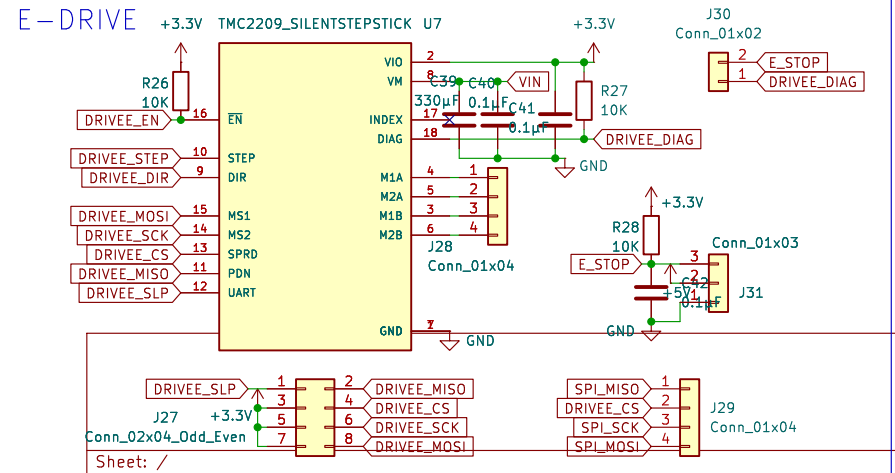 E-DRIVE
+3.3V
TMC2209_SILENTSTEPSTICK U7
+3.3V
J30
Conn_01x02
R26
10K
DRIVEE_EN
16
EN
DRIVEE_STEP
10
STEP
DRIVEE_DIR
9
DIR
DRIVEE_MOSI
15
MS1
DRIVEE_SCK
14
MS2
DRIVEE_CS
13
SPRD
DRIVEE_MISO
11
PDN
DRIVEE_SLP
12
UART
VIO
2
VM
8
INDEX
17
DIAG
18
M1A
4
1
M2A
5
2
M1B
3
3
M2B
6
4
GND
GND
C39
330µF
C40
0.1µF
C41
0.1µF
VIN
R27
10K
DRIVEE_DIAG
GND
J28
Conn_01x04
2
E_STOP
1
DRIVEE_DIAG
+3.3V
R28
10K
E_STOP
Conn_01x03
3
2
1
J31
C42
0.1µF
+5V
GND
DRIVEE_SLP
1
2
DRIVEE_MISO
3
4
DRIVEE_CS
5
6
DRIVEE_SCK
7
8
DRIVEE_MOSI
J27
+3.3V
Conn_02x04_Odd_Even
SPI_MISO
1
DRIVEE_CS
2
SPI_SCK
3
SPI_MOSI
4
J29
Conn_01x04
Sheet: /